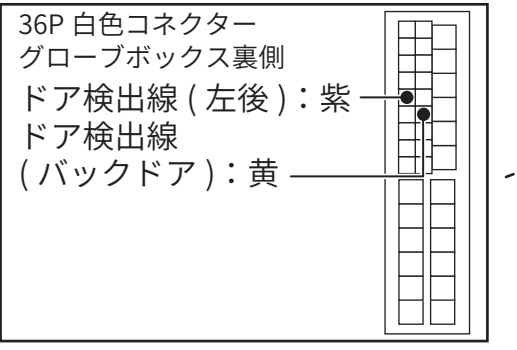 36P 白色コネクター
グローブボックス裏側
ドア検出線 ( 左後 )：紫
ドア検出線
( バックドア )：黄